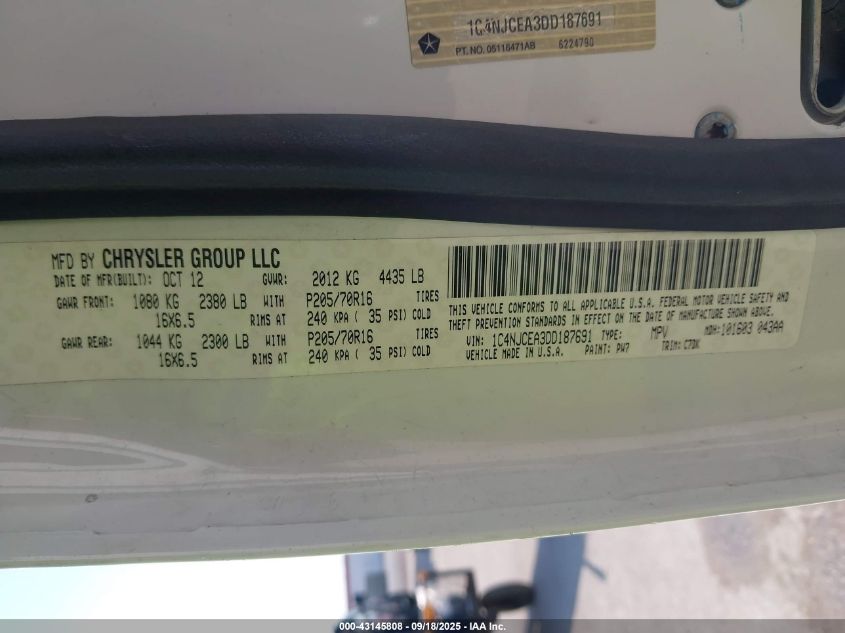 1C4NJCEA3DD187691
PT. NO. 05116471AB 6224790
MFD BY CHRYSLER GROUP LLC
DATE OF MFR(BUILT): OCT 12 GVWR: 2012 KG 4435 LB
GAWR FRONT: 1080 KG 2380 LB WITH P205/70R16 TIRES
16X6.5 RIMS AT 240 KPA ( 35 PSI) COLD
GAWR REAR: 1044 KG 2300 LB WITH P205/70R16 TIRES
16X6.5 RIMS AT 240 KPA ( 35 PSI) COLD
THIS VEHICLE CONFORMS TO ALL APPLICABLE U.S.A. FEDERAL MOTOR VEHICLE SAFETY AND
THEFT PREVENTION STANDARDS IN EFFECT ON THE DATE OF MANUFACTURE SHOWN ABOVE.
VIN: 1C4NJCEA3DD187691 TYPE: MPV MDH: 101603 043AA
VEHICLE MADE IN U.S.A. PAINT: PW7 TRIM: C7DK
000-43145808 - 09/18/2025 - IAA Inc.